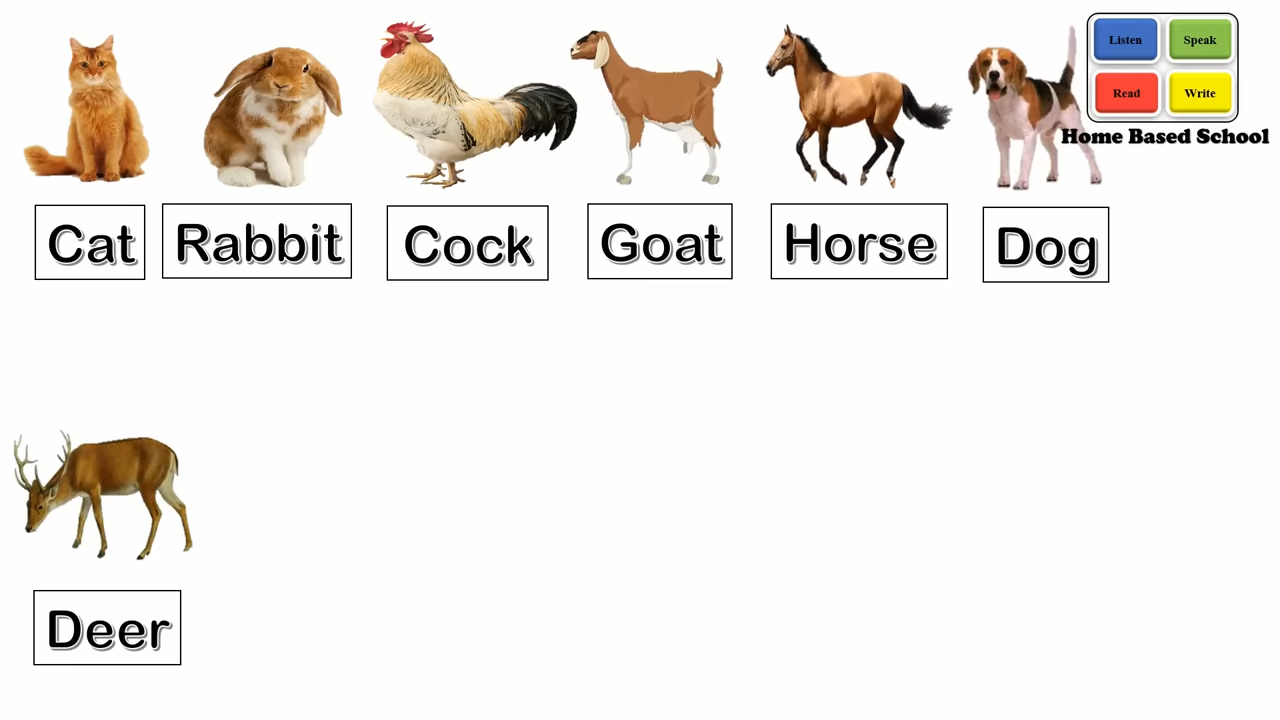 Listen Speak
Read Write
Home Based School
Cat Rabbit Cock Goat Horse Dog
Deer